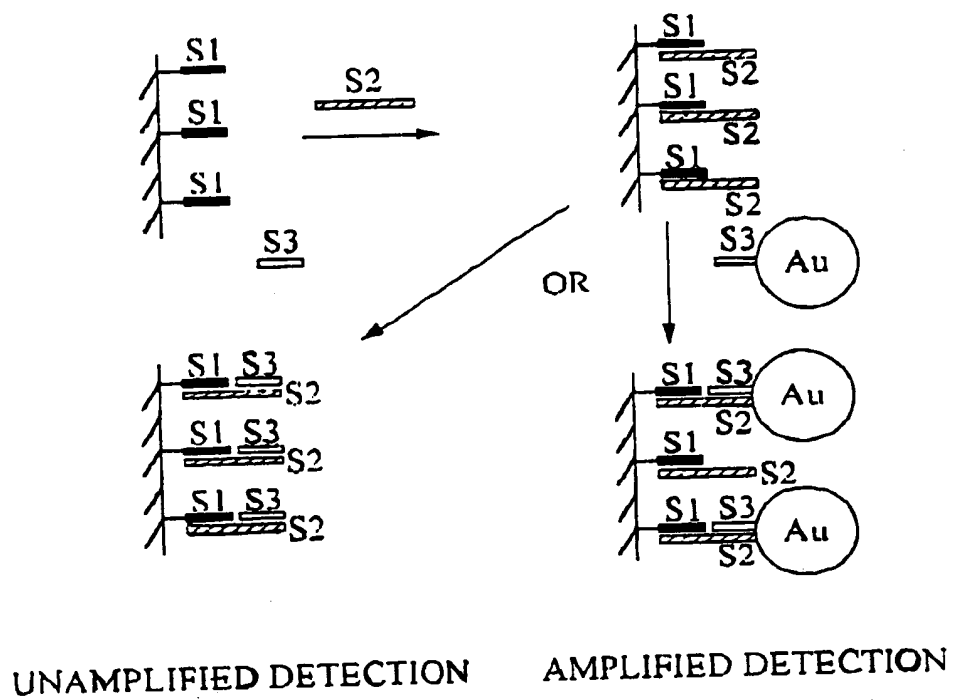 S1
S1
S1
S2
S1
S2
S1
S2
S1
S2
S3
S3
Au
OR
S1 S3
S2
S1 S3
S2
S1 S3
S2
S1 S3
S2
Au
S1
S2
S1 S3
S2
Au
UNAMPLIFIED DETECTION
AMPLIFIED DETECTION